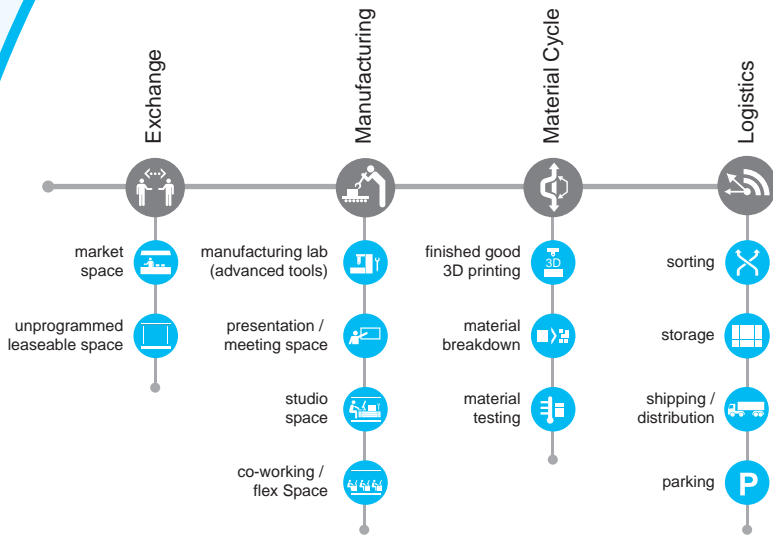 Exchange
Manufacturing
Material Cycle
Logistics
market
space
unprogrammed
leaseable space
manufacturing lab
(advanced tools)
presentation /
meeting space
studio
space
co-working /
flex Space
finished good
3D printing
3D
material
breakdown
material
testing
sorting
storage
shipping /
distribution
parking
P